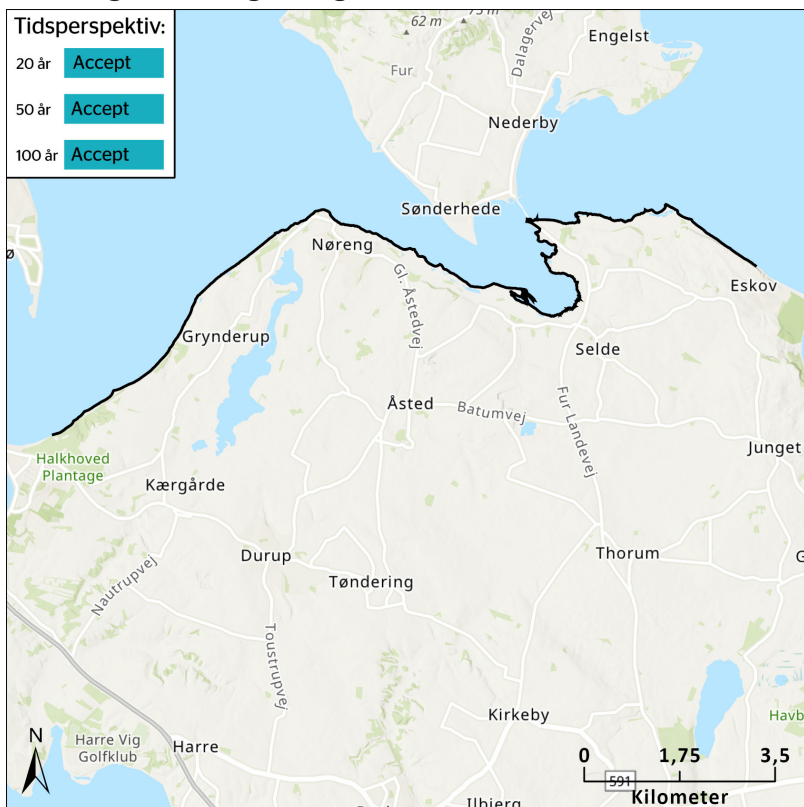 Tidsperspektiv:
20 år Accept
50 år Accept
100 år Accept
62 m
Dalagervej
Engelst
Fur
Nederby
Sønderhede
Nøreng
Gl. Åstedvej
Eskov
Grynderup
Selde
Åsted
Batumvej
Fur Landevej
Halkhoved
Plantage
Junget
Kærgårde
Durup
Thorum
Nautrupvej
Tøndering
Toustrupvej
Kirkeby
Harre Vig
Golfklub
Harre
N
0 1,75 3,5
591
Kilometer
Ilbjerg